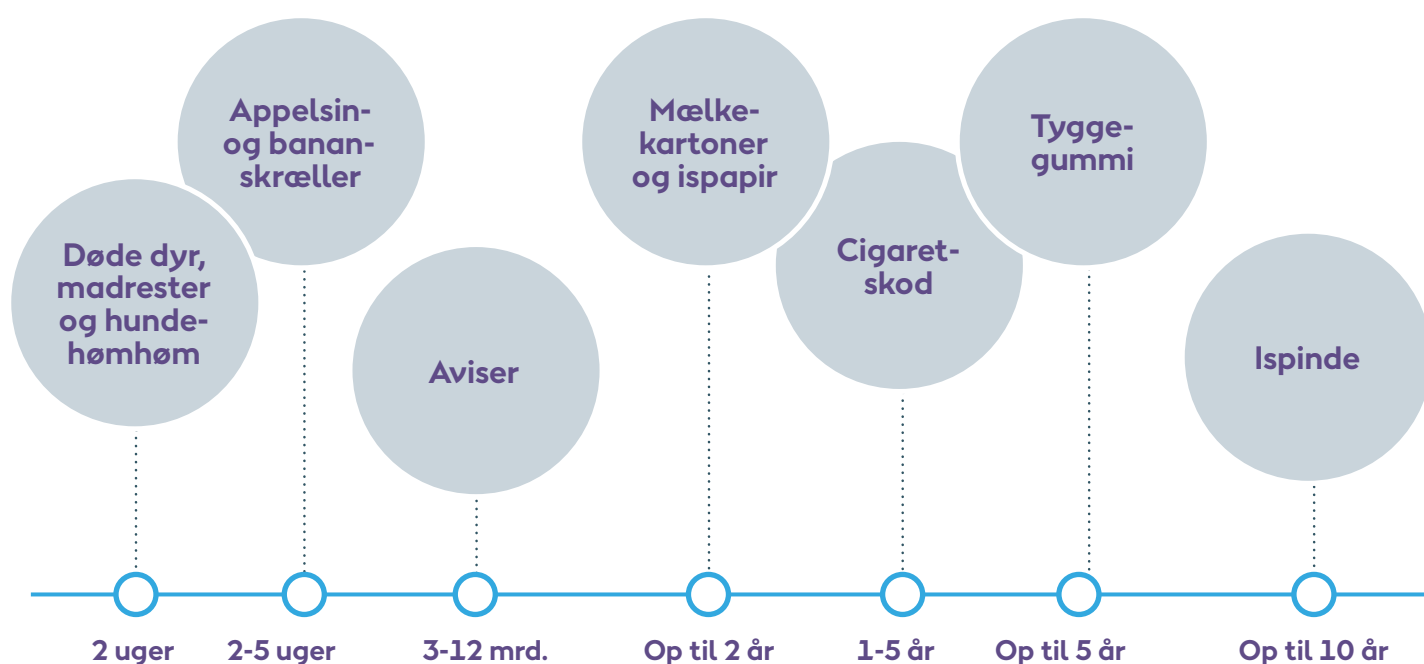 Døde dyr,
madrester
og hunde-
hømhøm
Appelsin-
og banan-
skræller
Aviser
Mælke-
kartoner
og ispapir
Cigaret-
skod
Tygge-
gummi
Ispinde
2 uger
2-5 uger
3-12 mrd.
Op til 2 år
1-5 år
Op til 5 år
Op til 10 år